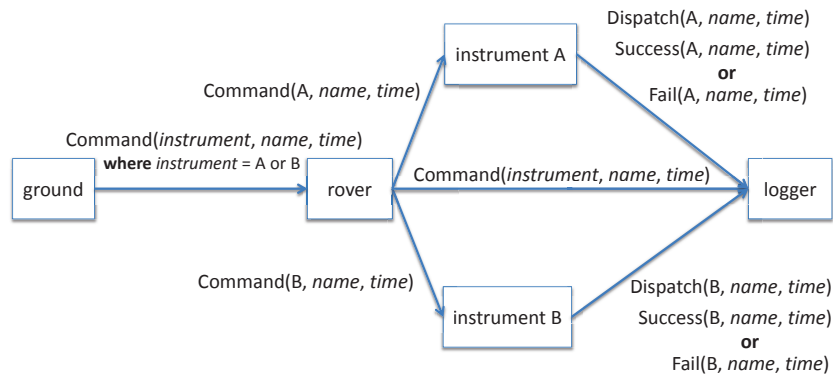 Dispatch(A, name, time)
instrument A
Success(A, name, time)
or
Fail(A, name, time)
Command(A, name, time)
Command(instrument, name, time)
where instrument = A or B
ground
rover
Command(instrument, name, time)
logger
Command(B, name, time)
instrument B
Dispatch(B, name, time)
Success(B, name, time)
or
Fail(B, name, time)